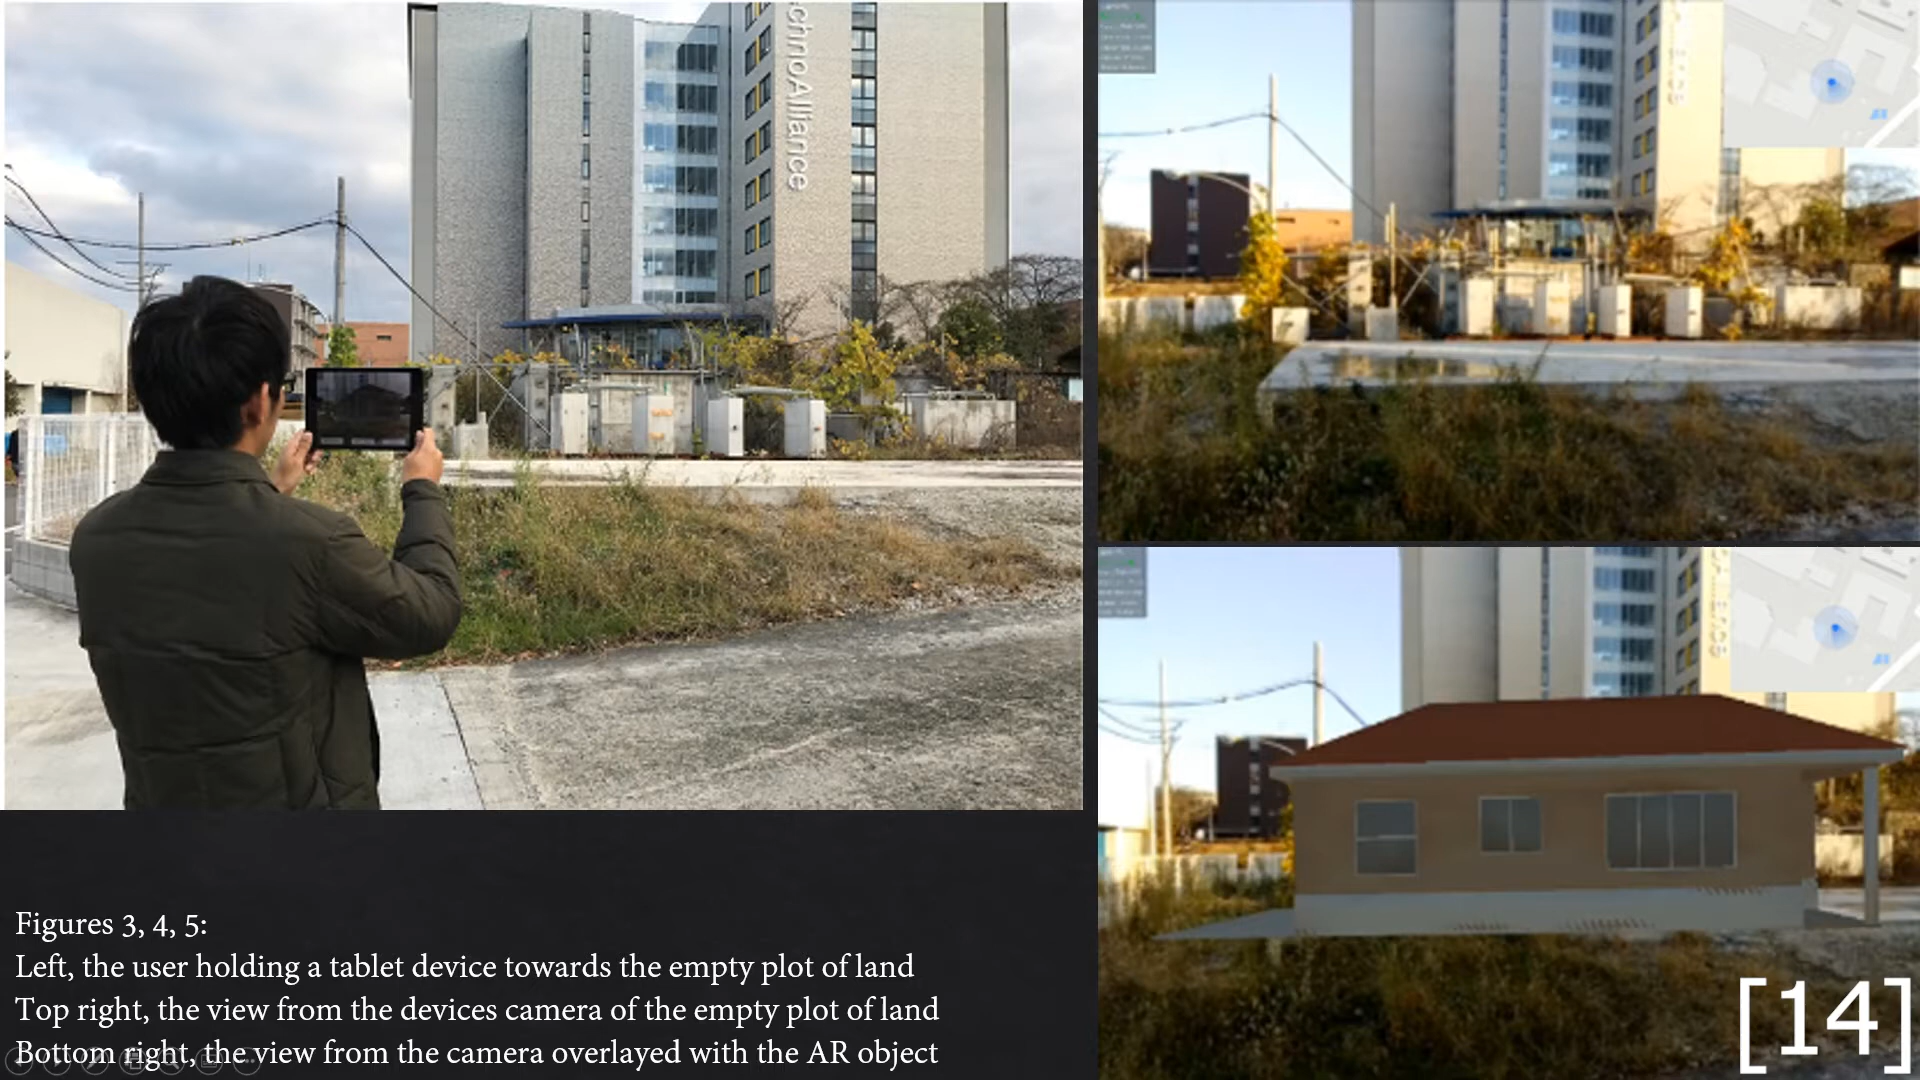 chnoAlliance
Figures 3, 4, 5:
Left, the user holding a tablet device towards the empty plot of land
Top right, the view from the devices camera of the empty plot of land
Bottom right, the view from the camera overlayed with the AR object
[14]